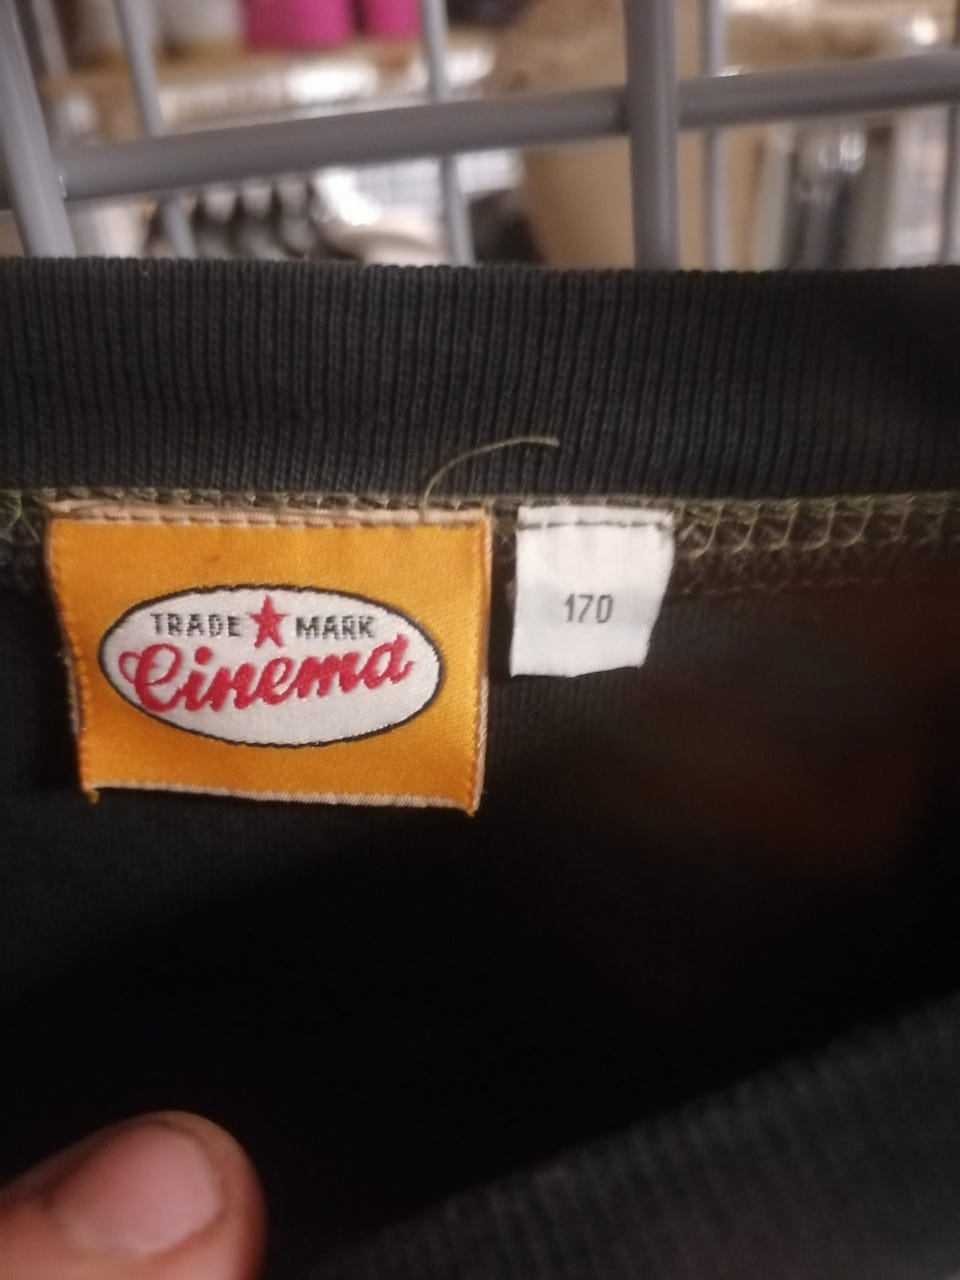 TRADE ★ MARK
Cinema
170